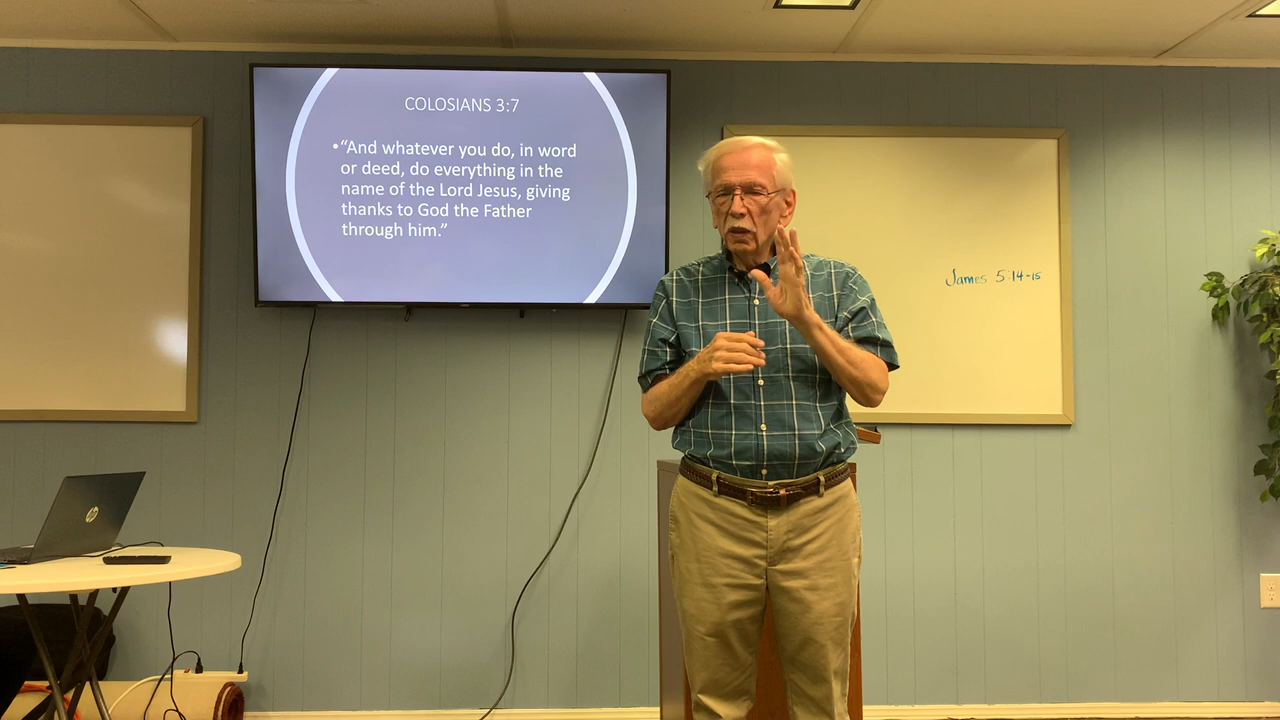 COLOSIANS 3:7
•“And whatever you do, in word
or deed, do everything in the
name of the Lord Jesus, giving
thanks to God the Father
through him.”
James 5:14-15
hp